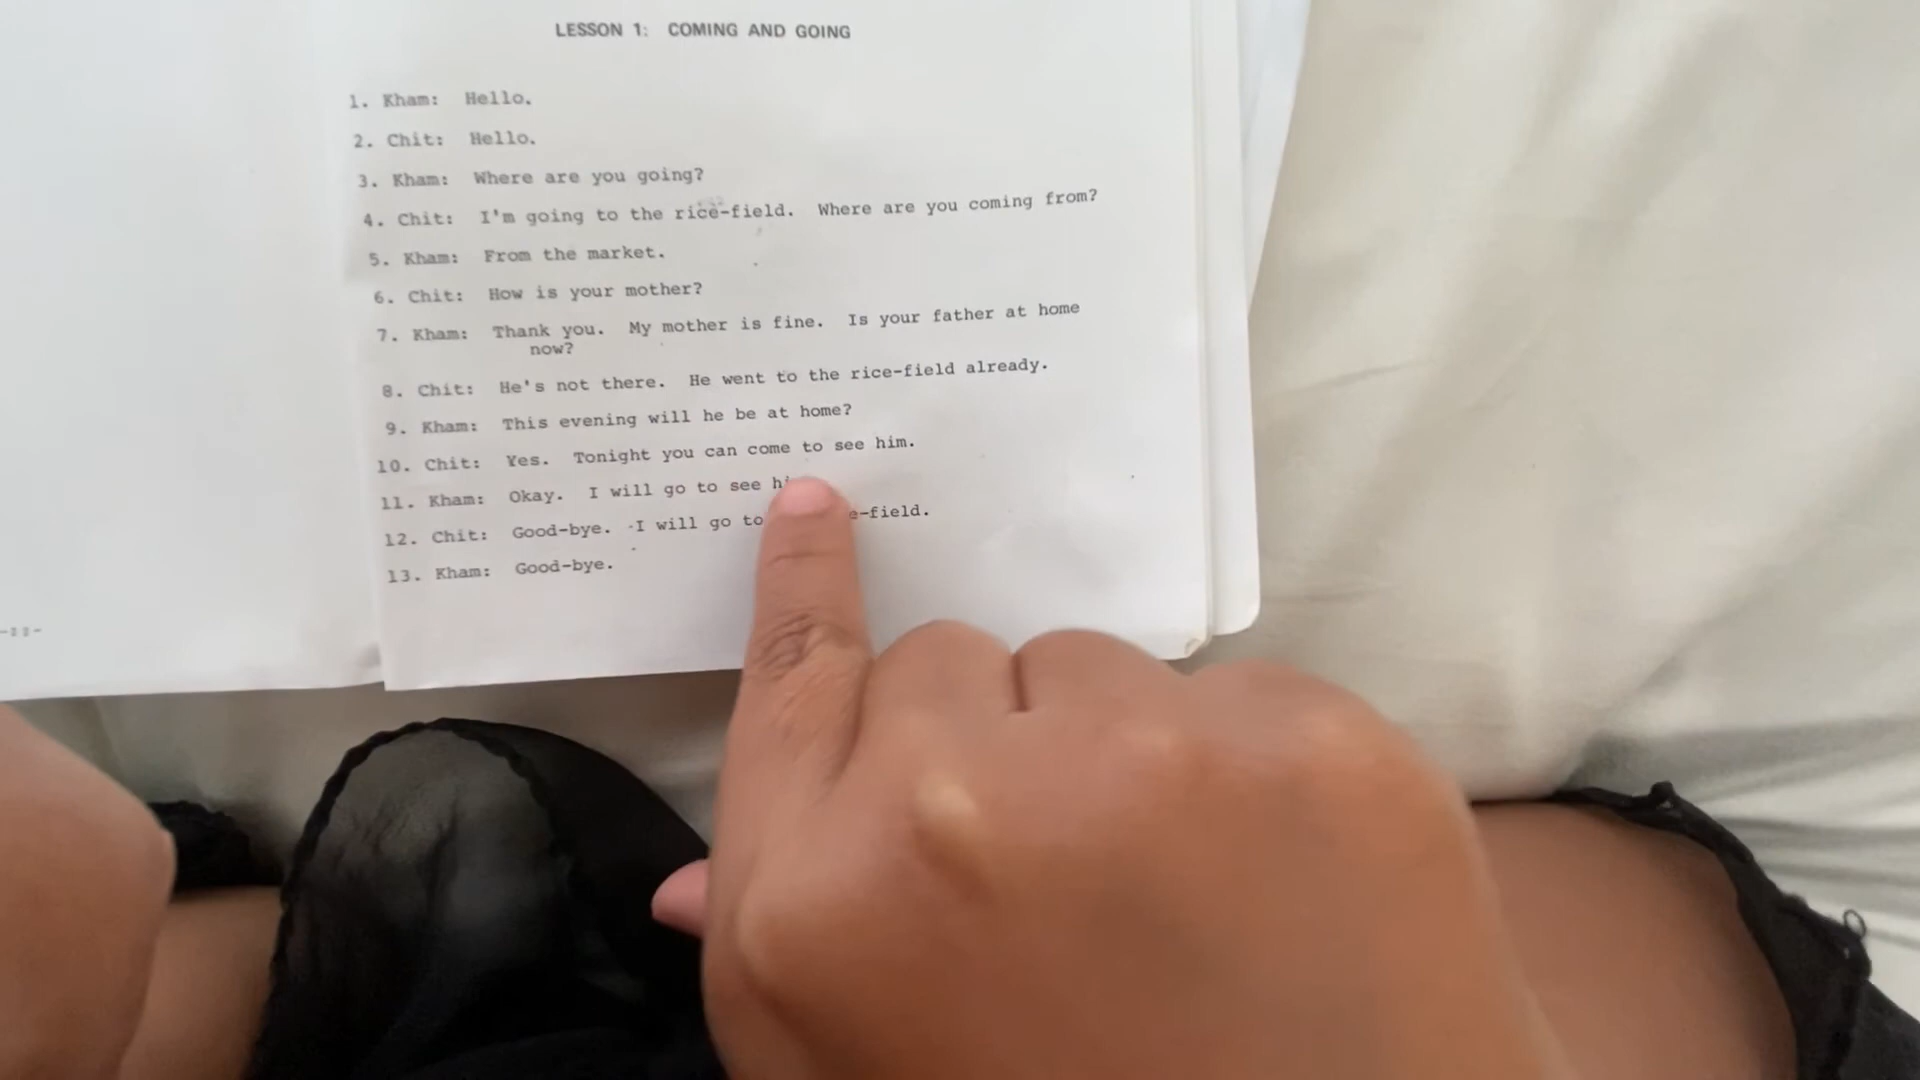 LESSON 1: COMING AND GOING
1. Kham: Hello.
2. Chit: Hello.
3. Kham: Where are you going?
4. Chit: I'm going to the rice-field. Where are you coming from?
5. Kham: From the market.
6. Chit: How is your mother?
7. Kham: Thank you. My mother is fine. Is your father at home
now?
8. Chit: He's not there. He went to the rice-field already.
9. Kham: This evening will he be at home?
10. Chit: Yes. Tonight you can come to see him.
11. Kham: Okay. I will go to see
12. Chit: Good-bye. I will go to e-field.
13. Kham: Good-bye.